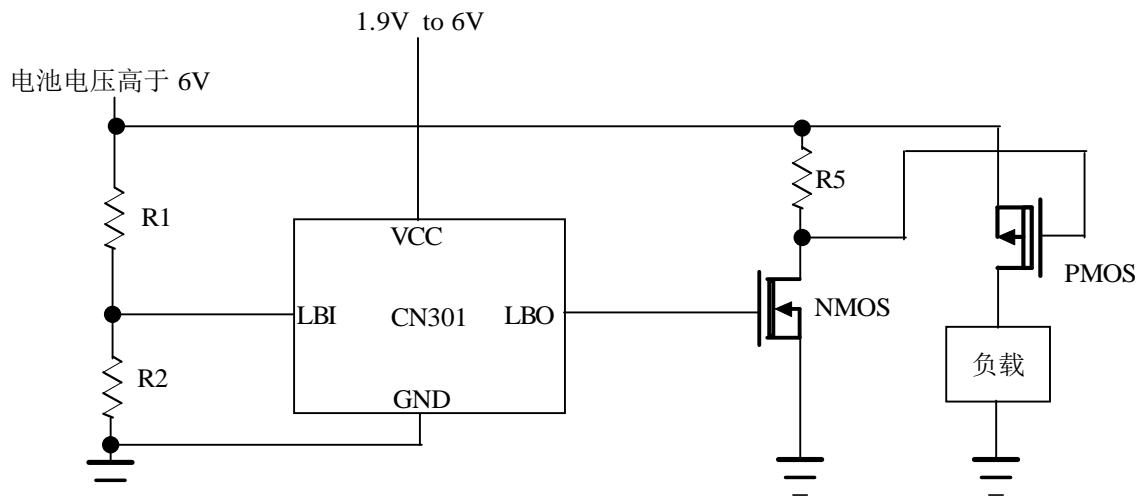 1.9V to 6V
电池电压高于 6V
R1
R5
VCC
PMOS
LBI
CN301
LBO
NMOS
R2
负载
GND